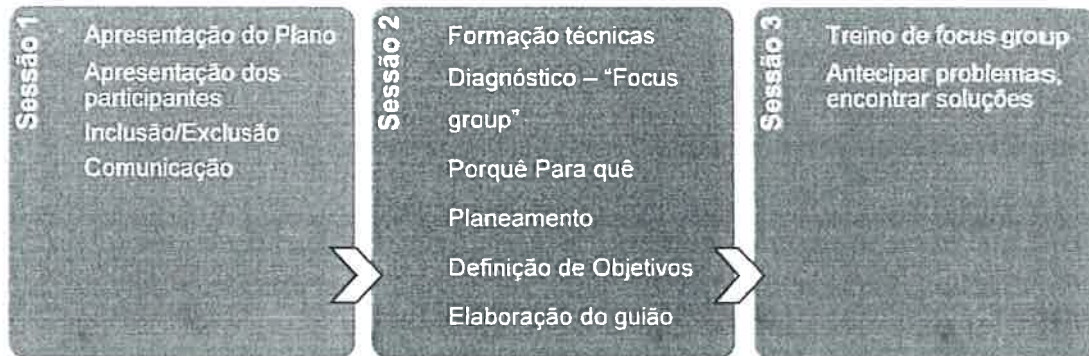 Sessão 1
Apresentação do Plano
Apresentação dos
participantes
Inclusão/Exclusão
Comunicação
Sessão 2
Formação técnicas
Diagnóstico – "Focus
group"
Porquê Para quê
Planeamento
Definição de Objetivos
Elaboração do guião
Sessão 3
Treino de focus group
Antecipar problemas,
encontrar soluções